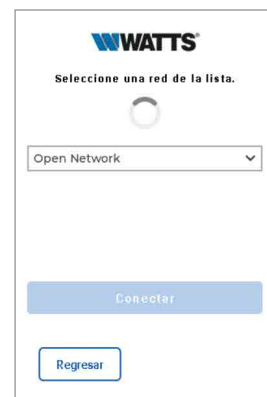 WATTS
Seleccione una red de la lista.
Open Network
Conectar
Regresar